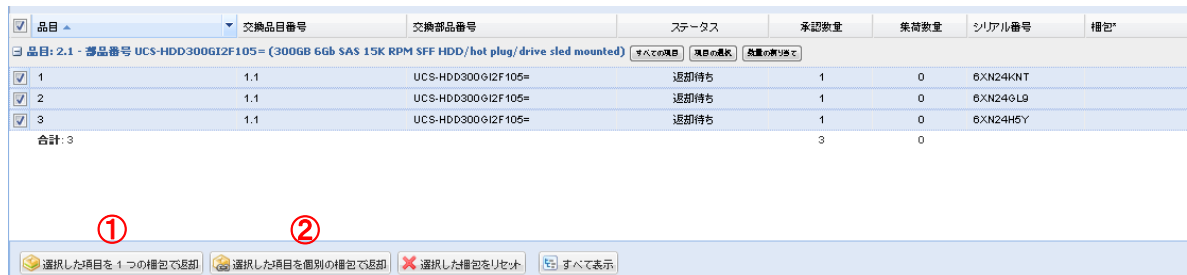 品目 交換品目番号 交換部品番号 ステータス 承認数量 集荷数量 シリアル番号 梱包*
品目: 2.1 - 部品番号 UCS-HDD300GI2F105= (300GB 6Gb SAS 15K RPM SFF HDD/hot plug/drive sled mounted) すべての項目 項目の選択 数量の割り当て
1 1.1 UCS-HDD300GI2F105= 返却待ち 1 0 6XN24KNT
2 1.1 UCS-HDD300GI2F105= 返却待ち 1 0 6XN24GL9
3 1.1 UCS-HDD300GI2F105= 返却待ち 1 0 6XN24H5Y
合計: 3 3 0
① ②
選択した項目を 1 つの梱包で返却 選択した項目を個別の梱包で返却 選択した梱包をリセット すべて表示